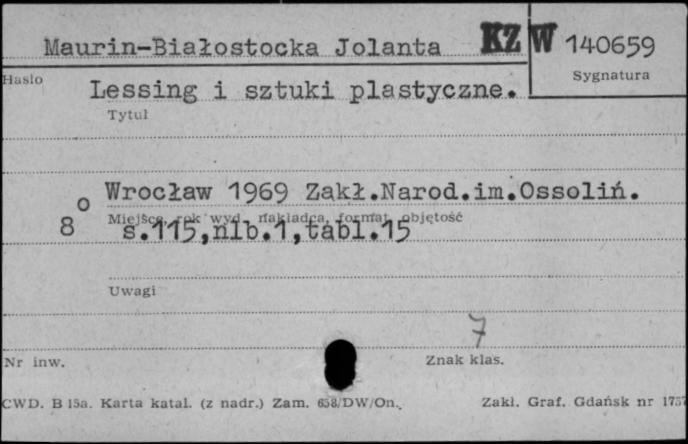 Maurin-Białostocka Jolanta KZ W 140659
Hasło
Sygnatura
Lessing i sztuki plastyczne.
Tytuł
Wrocław 1969 Zakł.Narod.im.Ossoliń.
8°
Miejsce, rok wyd., nakładca, format, objętość
s.115,nlb.1,tabl.15
Uwagi
7
Nr inw.
Znak klas.
CWD. B 15a. Karta katal. (z nadr.) Zam. 658/DW/On. Zakł. Graf. Gdańsk nr 1757